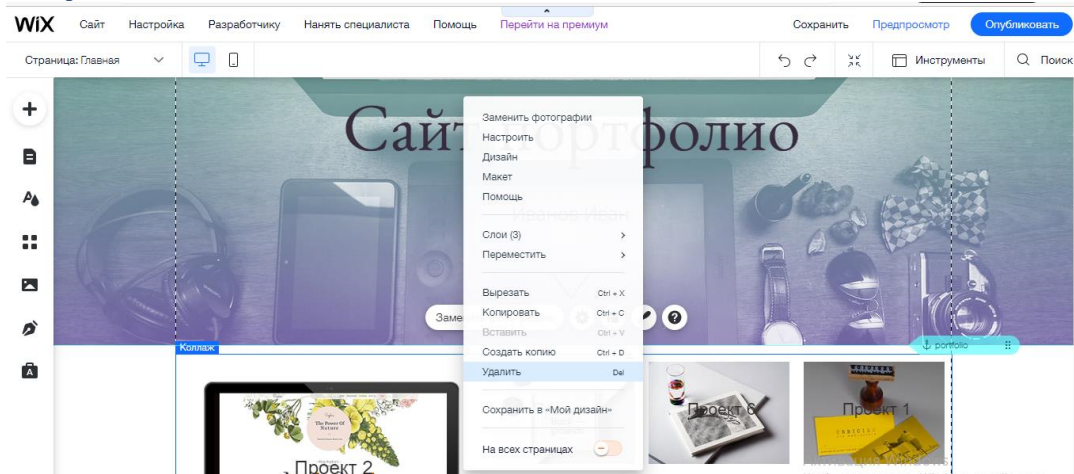 WiX Сайт Настройка Разработчику Нанять специалиста Помощь Перейти на премиум Сохранить Предпросмотр Опубликовать
Страница: Главная Инструменты Поиск
Сайт портфолио
Иванов Иван
Заменить фотографии
Настроить
Дизайн
Макет
Помощь
Слои (3)
Переместить
Вырезать Ctrl + X
Копировать Ctrl + C
Вставить Ctrl + V
Создать копию Ctrl + D
Удалить Del
Сохранить в «Мой дизайн»
На всех страницах
Заме
?
portfolio
Коллаж
The Power Of
Nature
Проект 2
Проект 6
Проект 1
Активация Windows